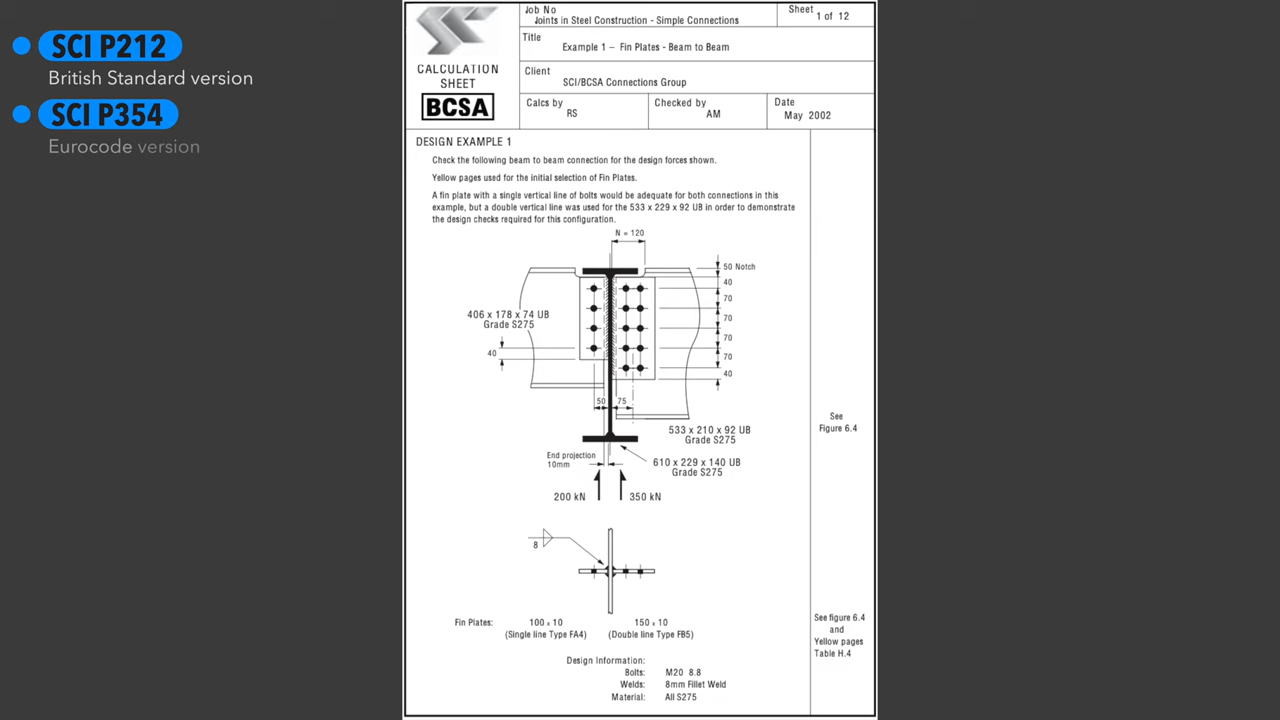 SCI P212
British Standard version
SCI P354
Eurocode version
CALCULATION
SHEET
BCSA
Job No
Joints in Steel Construction - Simple Connections
Sheet
1 of 12
Title
Example 1 – Fin Plates - Beam to Beam
Client
SCI/BCSA Connections Group
Calcs by
RS
Checked by
AM
Date
May 2002
DESIGN EXAMPLE 1
Check the following beam to beam connection for the design forces shown.
Yellow pages used for the initial selection of Fin Plates.
A fin plate with a single vertical line of bolts would be adequate for both connections in this
example, but a double vertical line was used for the 533 x 229 x 92 UB in order to demonstrate
the design checks required for this configuration.
N = 120
50 Notch
40
70
70
70
70
40
406 x 178 x 74 UB
Grade S275
40
50
75
533 x 210 x 92 UB
Grade S275
See
Figure 6.4
End projection
10mm
610 x 229 x 140 UB
Grade S275
200 kN
350 kN
8
Fin Plates:
100 x 10
150 x 10
(Single line Type FA4)
(Double line Type FB5)
See figure 6.4
and
Yellow pages
Table H.4
Design Information:
Bolts:
M20 8.8
Welds:
8mm Fillet Weld
Material:
All S275